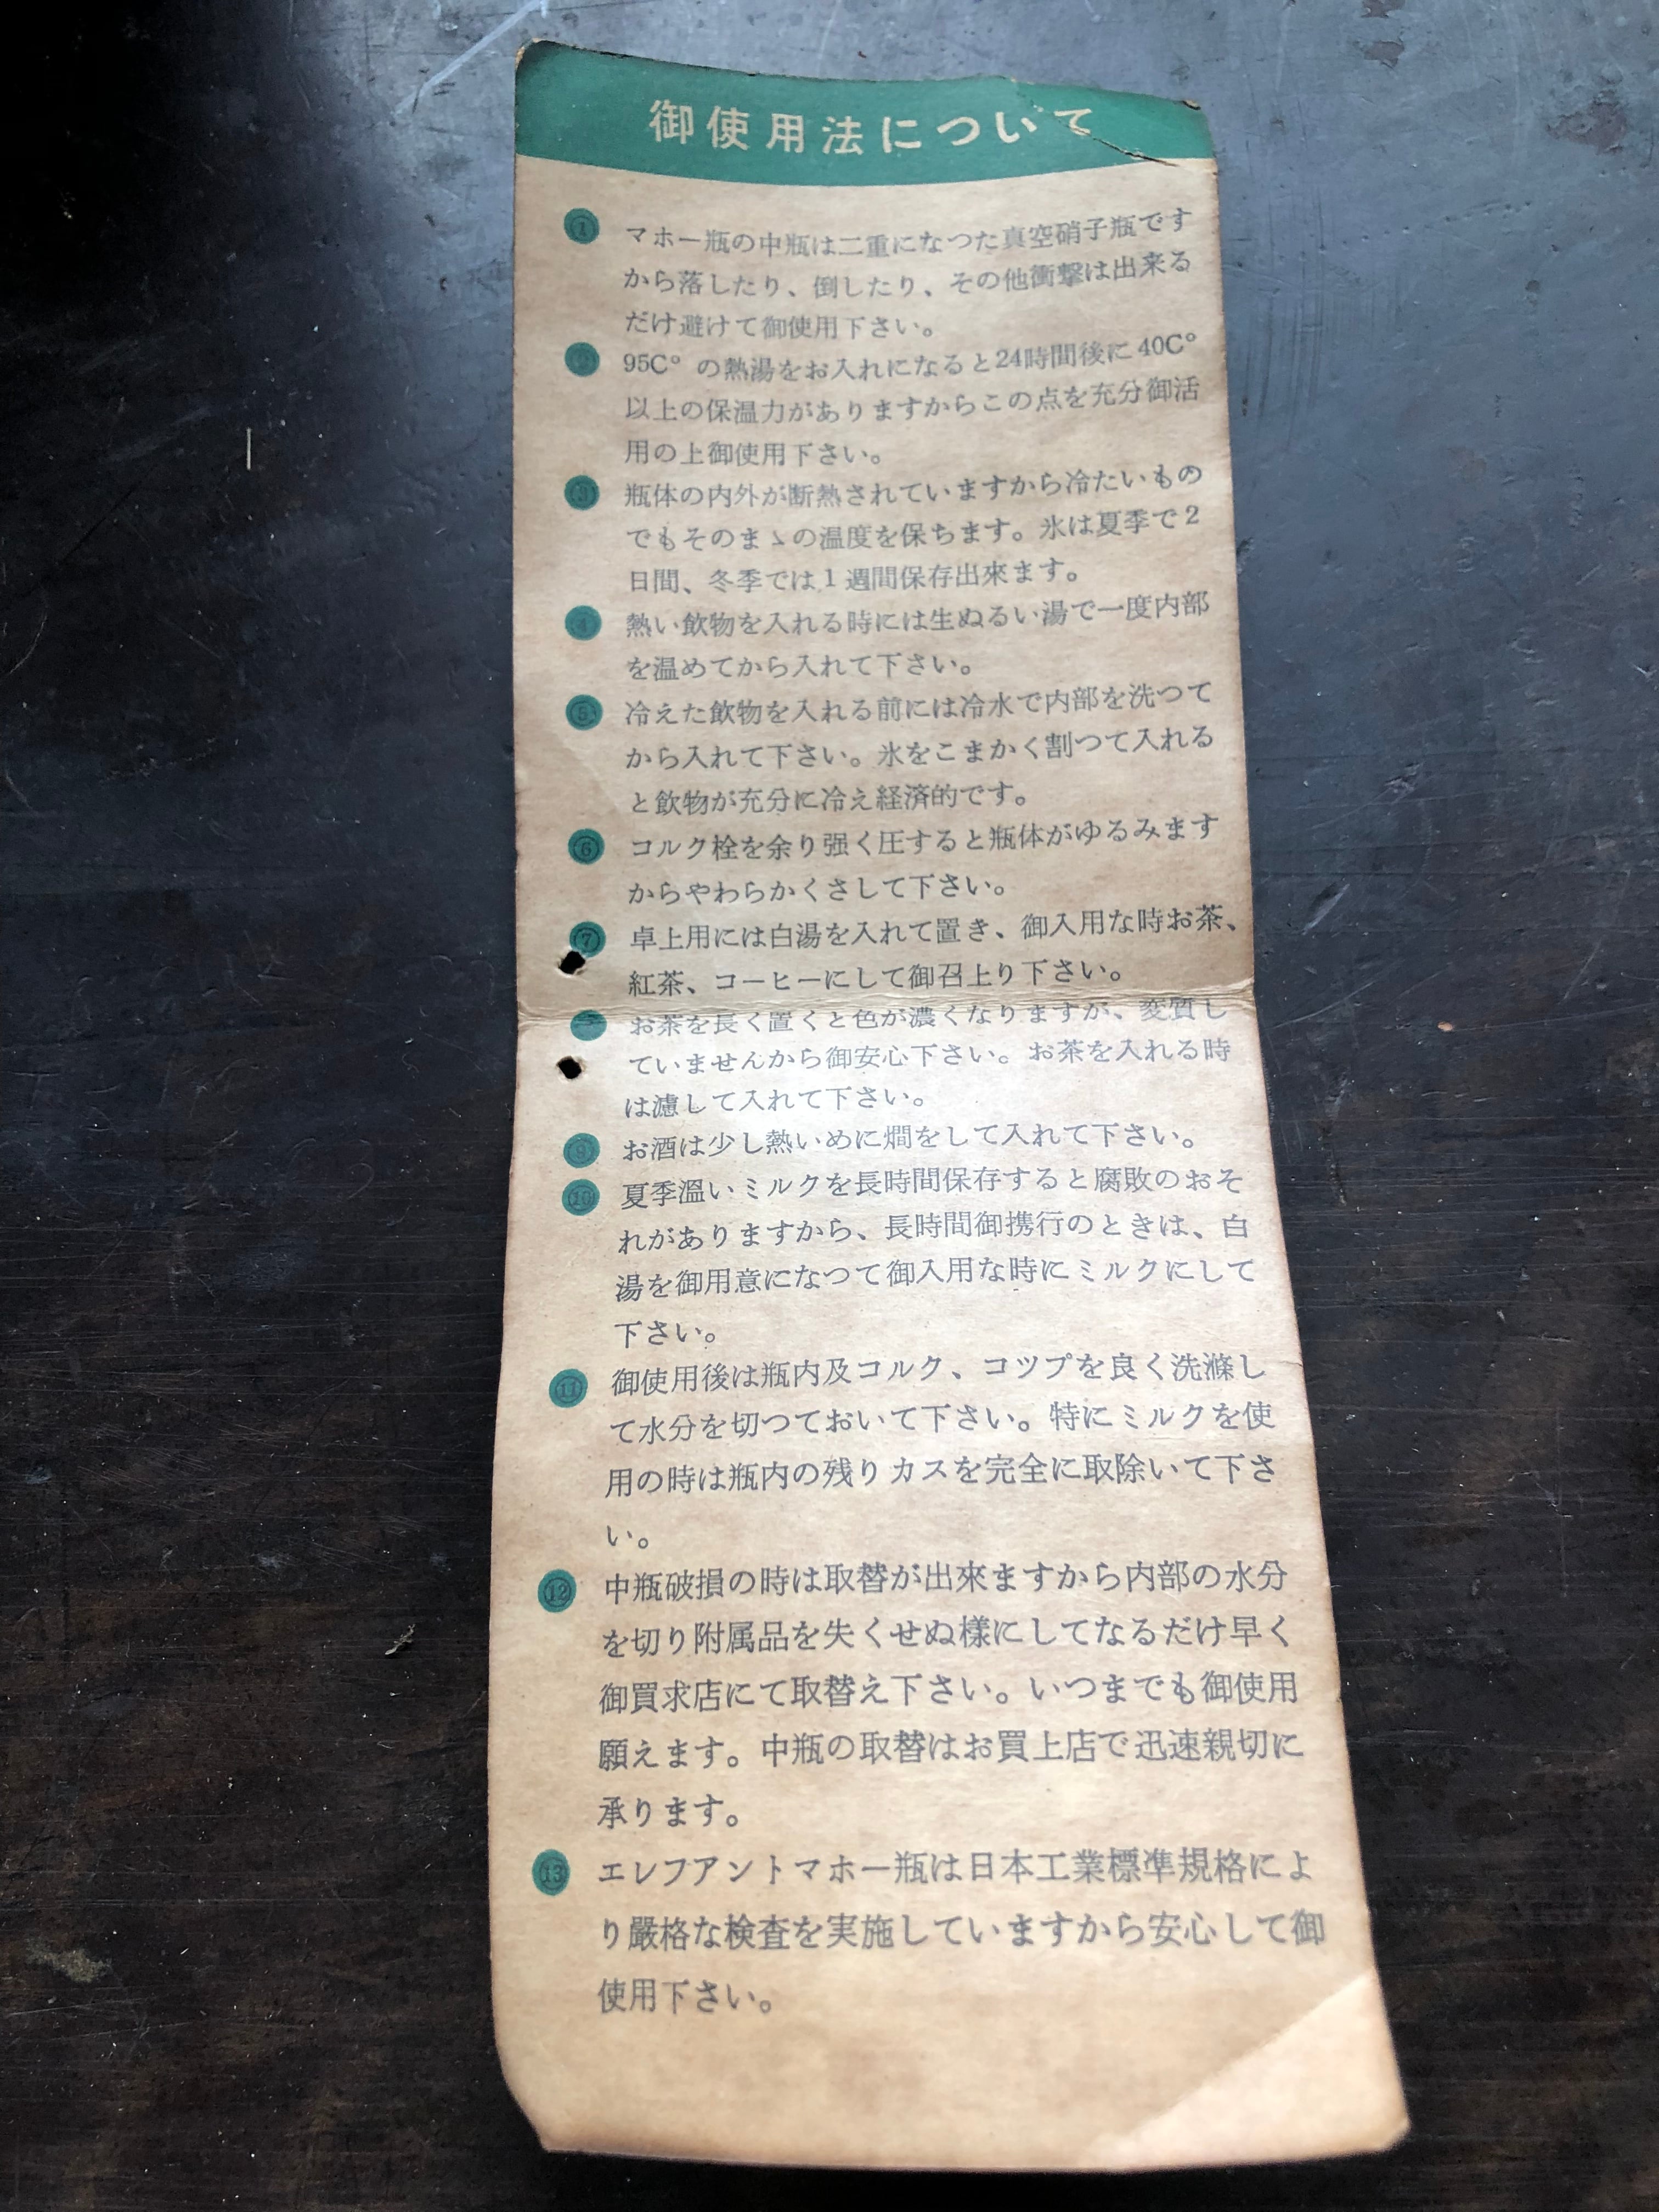 御使用法について
① マホー瓶の中瓶は二重になつた真空硝子瓶です
から落したり、倒したり、その他衝撃は出来る
だけ避けて御使用下さい。
② 95C°の熱湯をお入れになると24時間後に40C°
以上の保温力がありますからこの点を充分御活
用の上御使用下さい。
③ 瓶体の内外が断熱されていますから冷たいもの
でもそのまゝの温度を保ちます。氷は夏季で2
日間、冬季では1週間保存出來ます。
④ 熱い飲物を入れる時には生ぬるい湯で一度内部
を温めてから入れて下さい。
⑤ 冷えた飲物を入れる前には冷水で内部を洗つて
から入れて下さい。氷をこまかく割つて入れる
と飲物が充分に冷え経済的です。
⑥ コルク栓を余り强く圧すると瓶体がゆるみます
からやわらかくさして下さい。
⑦ 卓上用には白湯を入れて置き、御入用な時お茶、
紅茶、コーヒーにして御召上り下さい。
お茶を長く置くと色が濃くなりますが、変質し
ていませんから御安心下さい。お茶を入れる時
は濾して入れて下さい。
⑨ お酒は少し熱いめに燗をして入れて下さい。
⑩ 夏季溫いミルクを長時間保存すると腐敗のおそ
れがありますから、長時間御携行のときは、白
湯を御用意になつて御入用な時にミルクにして
下さい。
⑪ 御使用後は瓶内及コルク、コツプを良く洗滌し
て水分を切つておいて下さい。特にミルクを使
用の時は瓶内の残りカスを完全に取除いて下さ
い。
⑫ 中瓶破損の時は取替が出來ますから内部の水分
を切り附属品を失くせぬ様にしてなるだけ早く
御買求店にて取替え下さい。いつまでも御使用
願えます。中瓶の取替はお買上店で迅速親切に
承ります。
⑬ エレフアントマホー瓶は日本工業標準規格によ
り嚴格な検査を実施していますから安心して御
使用下さい。